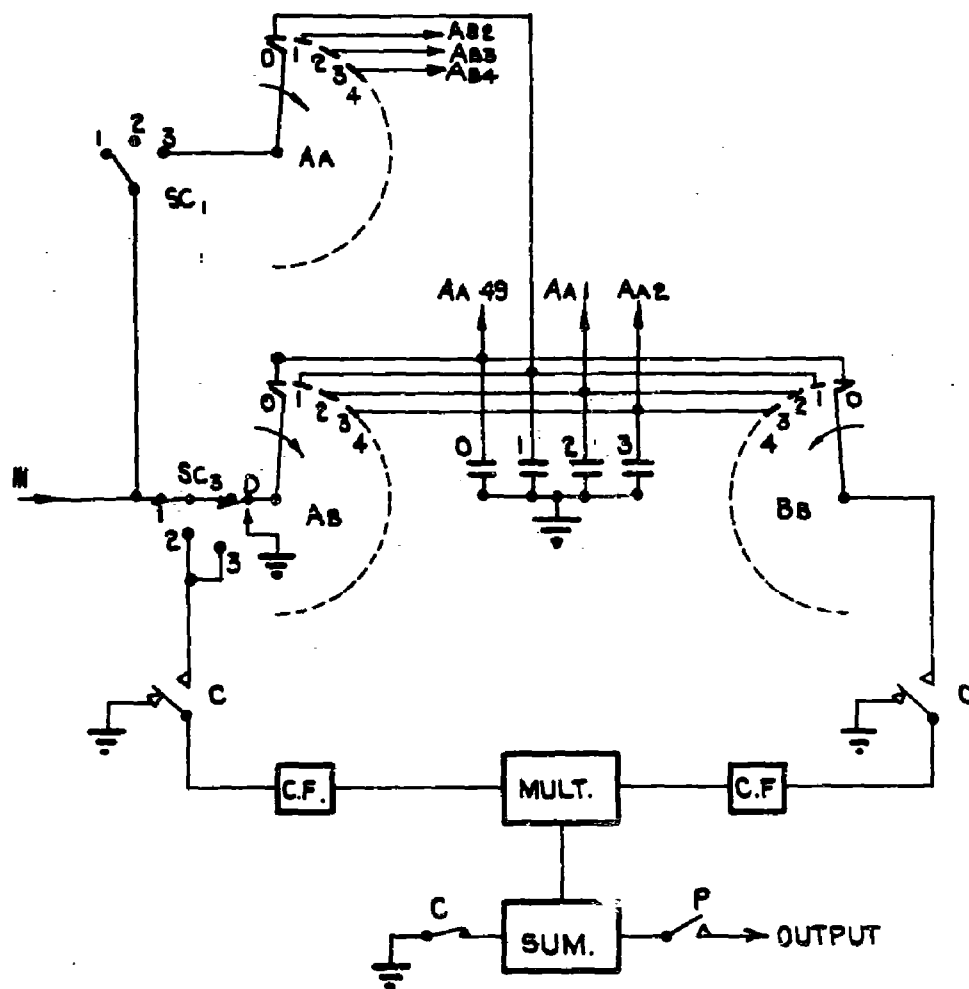 AB2
0 1 2 3 4
AB3
AB4
1 2 3
AA
SC1
AA 49 AA1 AA2
0 1 2 3 4
0 1 2 3
4 3 2 1 0
IN
1 SC3 D
AB
BB
2 3
C
C
C.F.
MULT.
C.F
C
SUM.
P
OUTPUT